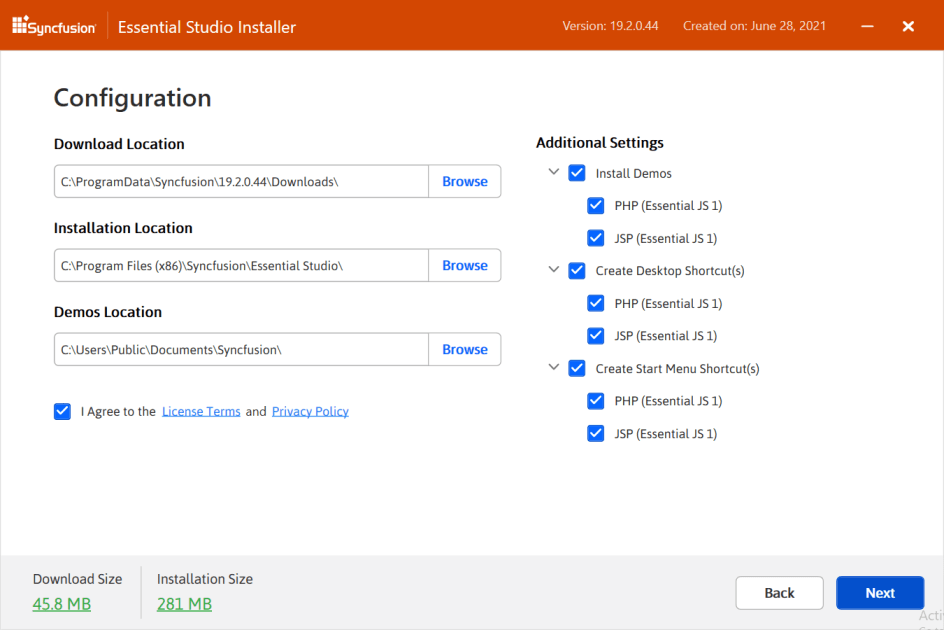 Syncfusion Essential Studio Installer Version: 19.2.0.44 Created on: June 28, 2021
Configuration
Download Location
C:\ProgramData\Syncfusion\19.2.0.44\Downloads\ Browse
Installation Location
C:\Program Files (x86)\Syncfusion\Essential Studio\ Browse
Demos Location
C:\Users\Public\Documents\Syncfusion\ Browse
I Agree to the License Terms and Privacy Policy
Additional Settings
Install Demos
PHP (Essential JS 1)
JSP (Essential JS 1)
Create Desktop Shortcut(s)
PHP (Essential JS 1)
JSP (Essential JS 1)
Create Start Menu Shortcut(s)
PHP (Essential JS 1)
JSP (Essential JS 1)
Download Size Installation Size
45.8 MB 281 MB
Back Next